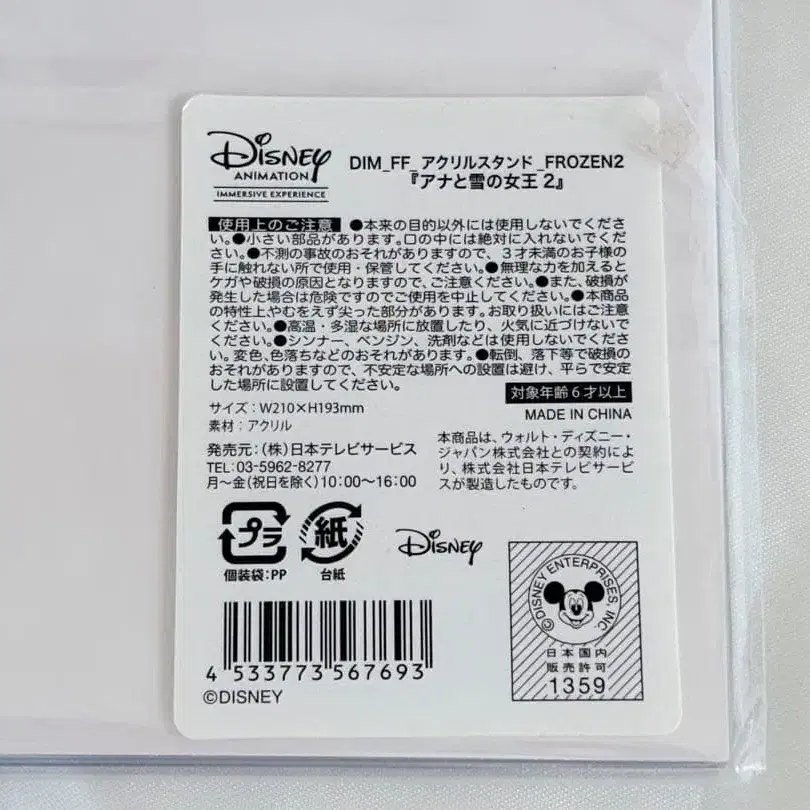 Disney
ANIMATION
IMMERSIVE EXPERIENCE
DIM_FF_アクリルスタンド_FROZEN2
『アナと雪の女王2』
使用上のご注意 ●本来の目的以外には使用しないでくださ
い。●小さい部品があります。口の中には絶対に入れないでくださ
い。●不測の事故のおそれがありますので、3才未満のお子様の
手に触れない所で使用・保管してください。●無理な力を加えると
ケガや破損の原因となりますので、ご注意ください。●また、破損が
発生した場合は危険ですのでご使用を中止してください。●本商品
の特性上やむをえず尖った部分があります。お取り扱いにはご注意
ください。●高温・多湿な場所に放置したり、火気に近づけないで
ください。●シンナー、ベンジン、洗剤などは使用しないでくださ
い。変色、色落ちなどのおそれがあります。●転倒、落下等で破損の
おそれがありますので、不安定な場所への設置は避け、平らで安定
した場所に設置してください。
対象年齢6才以上
サイズ：W210×H193mm
素材：アクリル
MADE IN CHINA
発売元：(株)日本テレビサービス
TEL：03-5962-8277
月〜金(祝日を除く)10:00〜16:00
本商品は、ウォルト・ディズニー・
ジャパン株式会社との契約によ
り、株式会社日本テレビサービ
スが製造したものです。
プラ
個装袋：PP
紙
台紙
Disney
©DISNEY ENTERPRISES, INC.
日本国内
販売許可
1359
4 533773 567693
©DISNEY